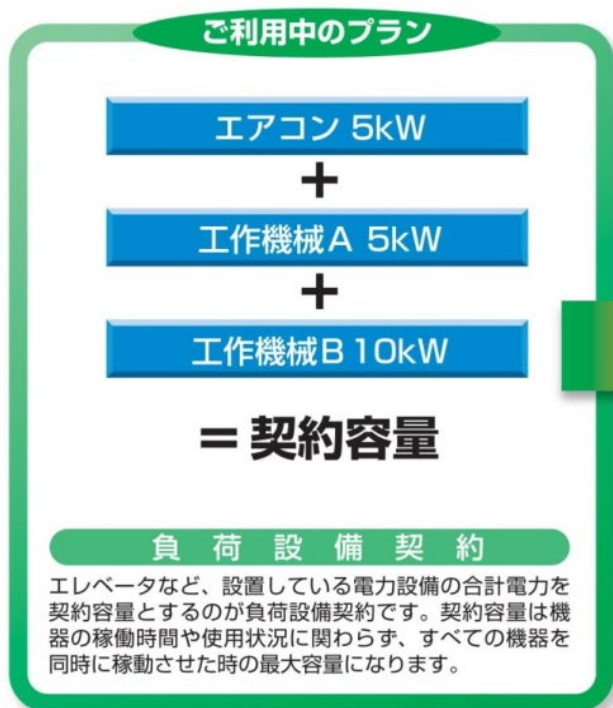 ご利用中のプラン
エアコン 5kW
＋
工作機械A 5kW
＋
工作機械B 10kW
＝契約容量
負荷設備契約
エレベータなど、設置している電力設備の合計電力を
契約容量とするのが負荷設備契約です。契約容量は機
器の稼働時間や使用状況に関わらず、すべての機器を
同時に稼動させた時の最大容量になります。